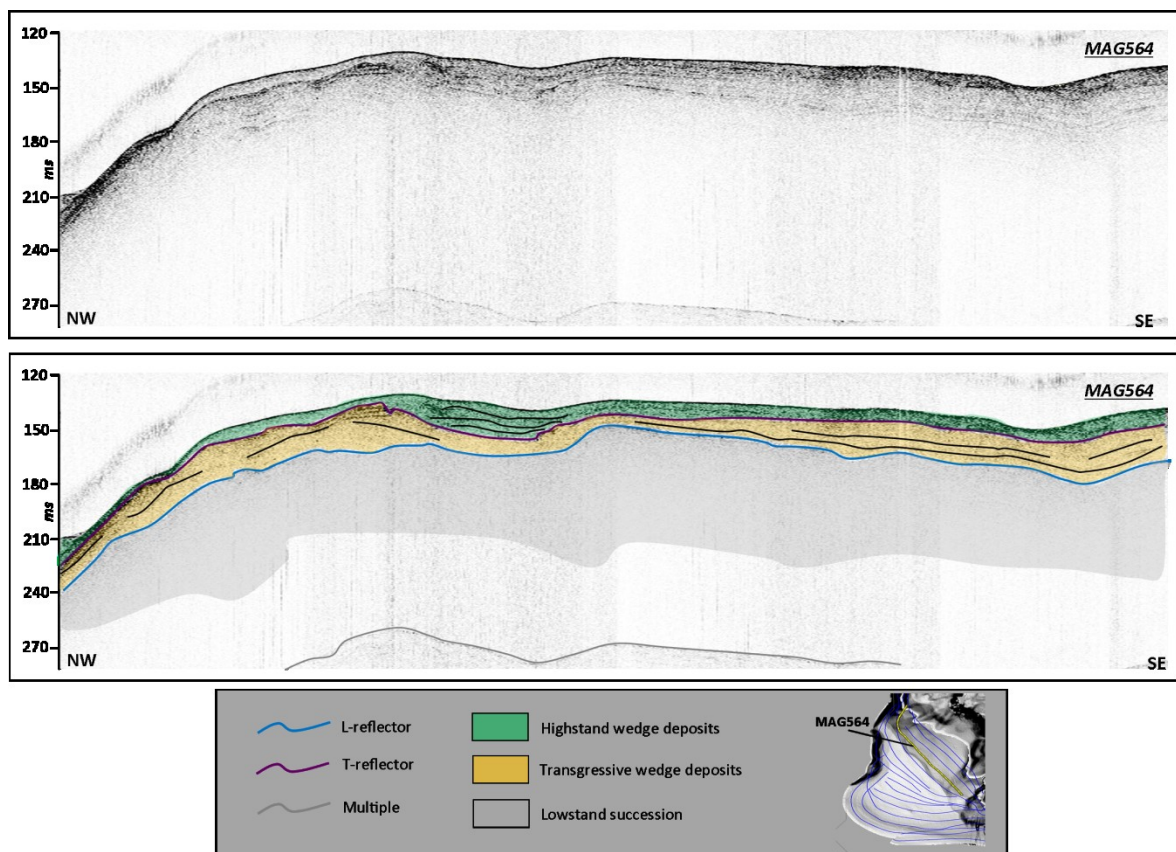 120
MAG564
150
180
ms
210
240
270
NW
SE
120
MAG564
150
180
ms
210
240
270
NW
SE
L-reflector
Highstand wedge deposits
MAG564
T-reflector
Transgressive wedge deposits
Multiple
Lowstand succession